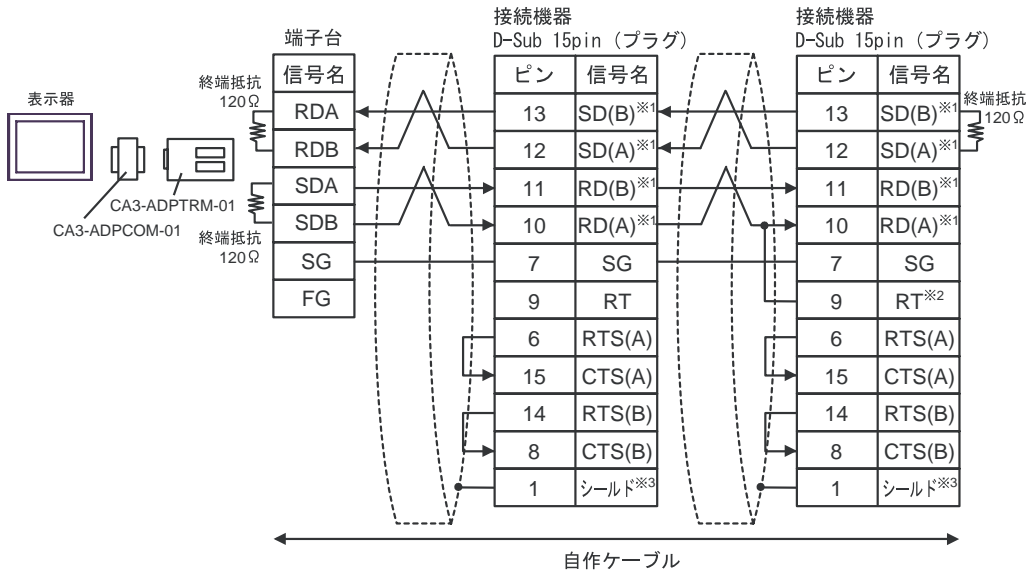 表示器
CA3-ADPTRM-01
CA3-ADPCOM-01
終端抵抗
120Ω
終端抵抗
120Ω
端子台
信号名
RDA
RDB
SDA
SDB
SG
FG
接続機器
D-Sub 15pin（プラグ）
ピン 信号名
13 SD(B)※1
12 SD(A)※1
11 RD(B)※1
10 RD(A)※1
7 SG
9 RT
6 RTS(A)
15 CTS(A)
14 RTS(B)
8 CTS(B)
1 シールド※3
接続機器
D-Sub 15pin（プラグ）
ピン 信号名
13 SD(B)※1
12 SD(A)※1
11 RD(B)※1
10 RD(A)※1
7 SG
9 RT※2
6 RTS(A)
15 CTS(A)
14 RTS(B)
8 CTS(B)
1 シールド※3
終端抵抗
120Ω
自作ケーブル